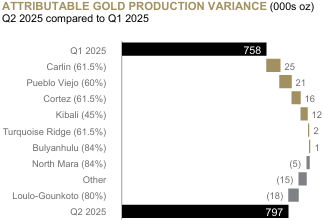 ATTRIBUTABLE GOLD PRODUCTION VARIANCE (000s oz)
Q2 2025 compared to Q1 2025
Q1 2025 758
Carlin (61.5%) 25
Pueblo Viejo (60%) 21
Cortez (61.5%) 16
Kibali (45%) 12
Turquoise Ridge (61.5%) 2
Bulyanhulu (84%) 1
North Mara (84%) (5)
Other (15)
Loulo-Gounkoto (80%) (18)
Q2 2025 797